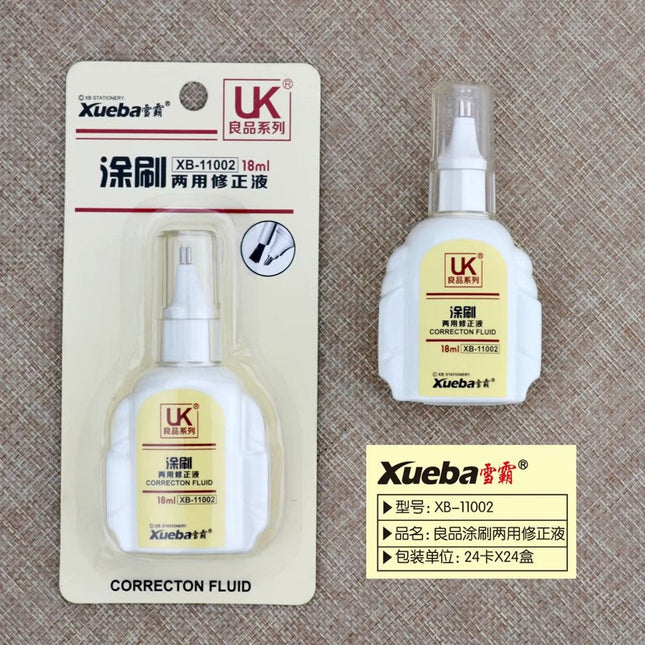 © XB STATIONERY.
Xueba雪霸®
UK®
良品系列
涂刷
XB-11002 18ml
两用修正液
UK®
良品系列
涂刷
两用修正液
CORRECTON FLUID
18ml XB-11002
© XB STATIONERY.
Xueba雪霸®
CORRECTON FLUID
UK®
良品系列
涂刷
两用修正液
CORRECTON FLUID
18ml XB-11002
© XB STATIONERY.
Xueba雪霸®
Xueba雪霸®
型号: XB-11002
品名: 良品涂刷两用修正液
包装单位: 24卡X24盒